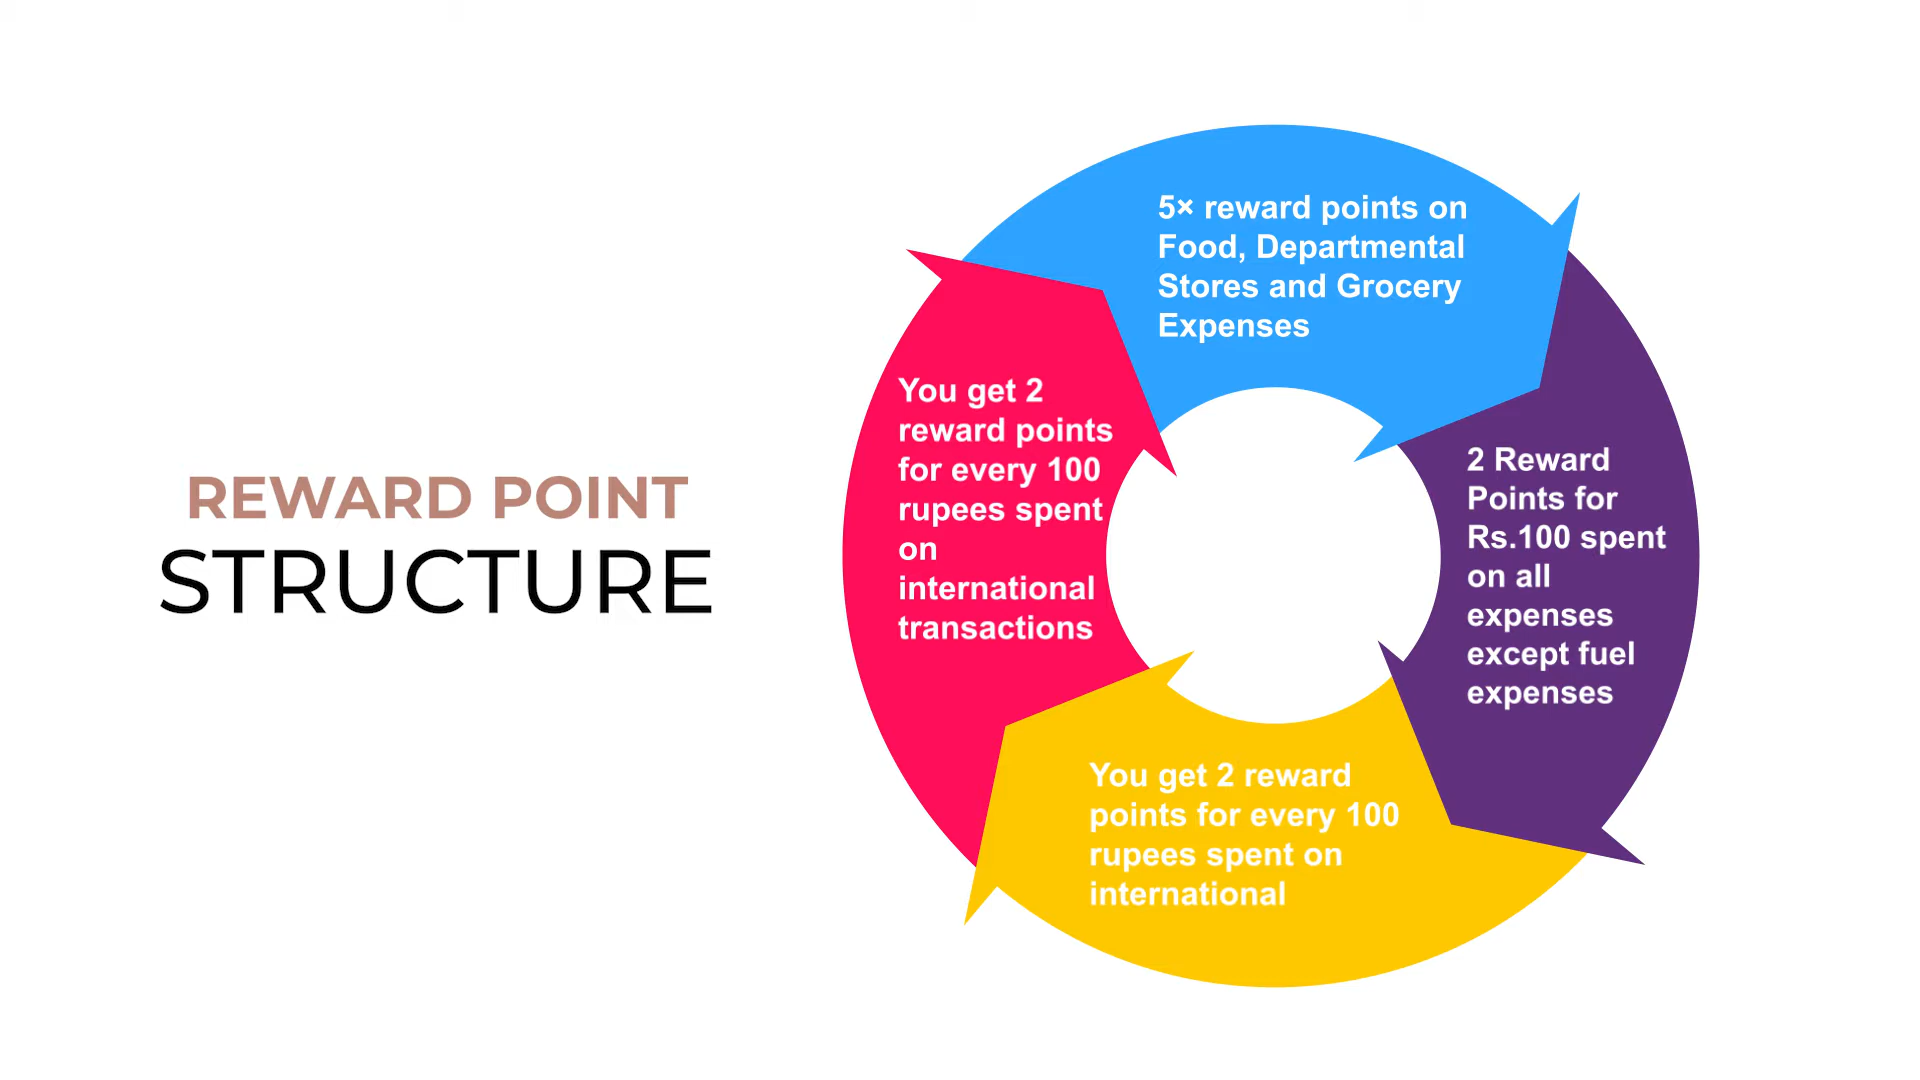 REWARD POINT
STRUCTURE
5× reward points on
Food, Departmental
Stores and Grocery
Expenses
2 Reward
Points for
Rs.100 spent
on all
expenses
except fuel
expenses
You get 2 reward
points for every 100
rupees spent on
international
You get 2
reward points
for every 100
rupees spent
on
international
transactions